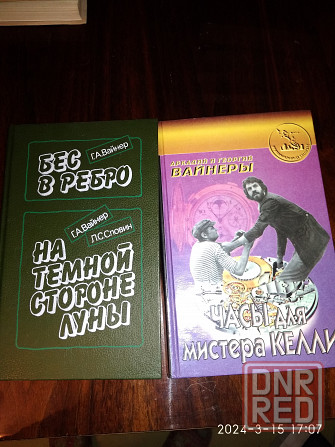 Г.А.Вайнер
БЕС
В РЕБРО
Г.А.Вайнер
Л.С.Словин
НА
ТЕМНОЙ
СТОРОНЕ
ЛУНЫ
АРКАДИЙ И ГЕОРГИЙ
ВАЙНЕРЫ
ЧАСЫ ДЛЯ
мистера КЕЛЛИ
DNR
RED
2024-3-15 17:07